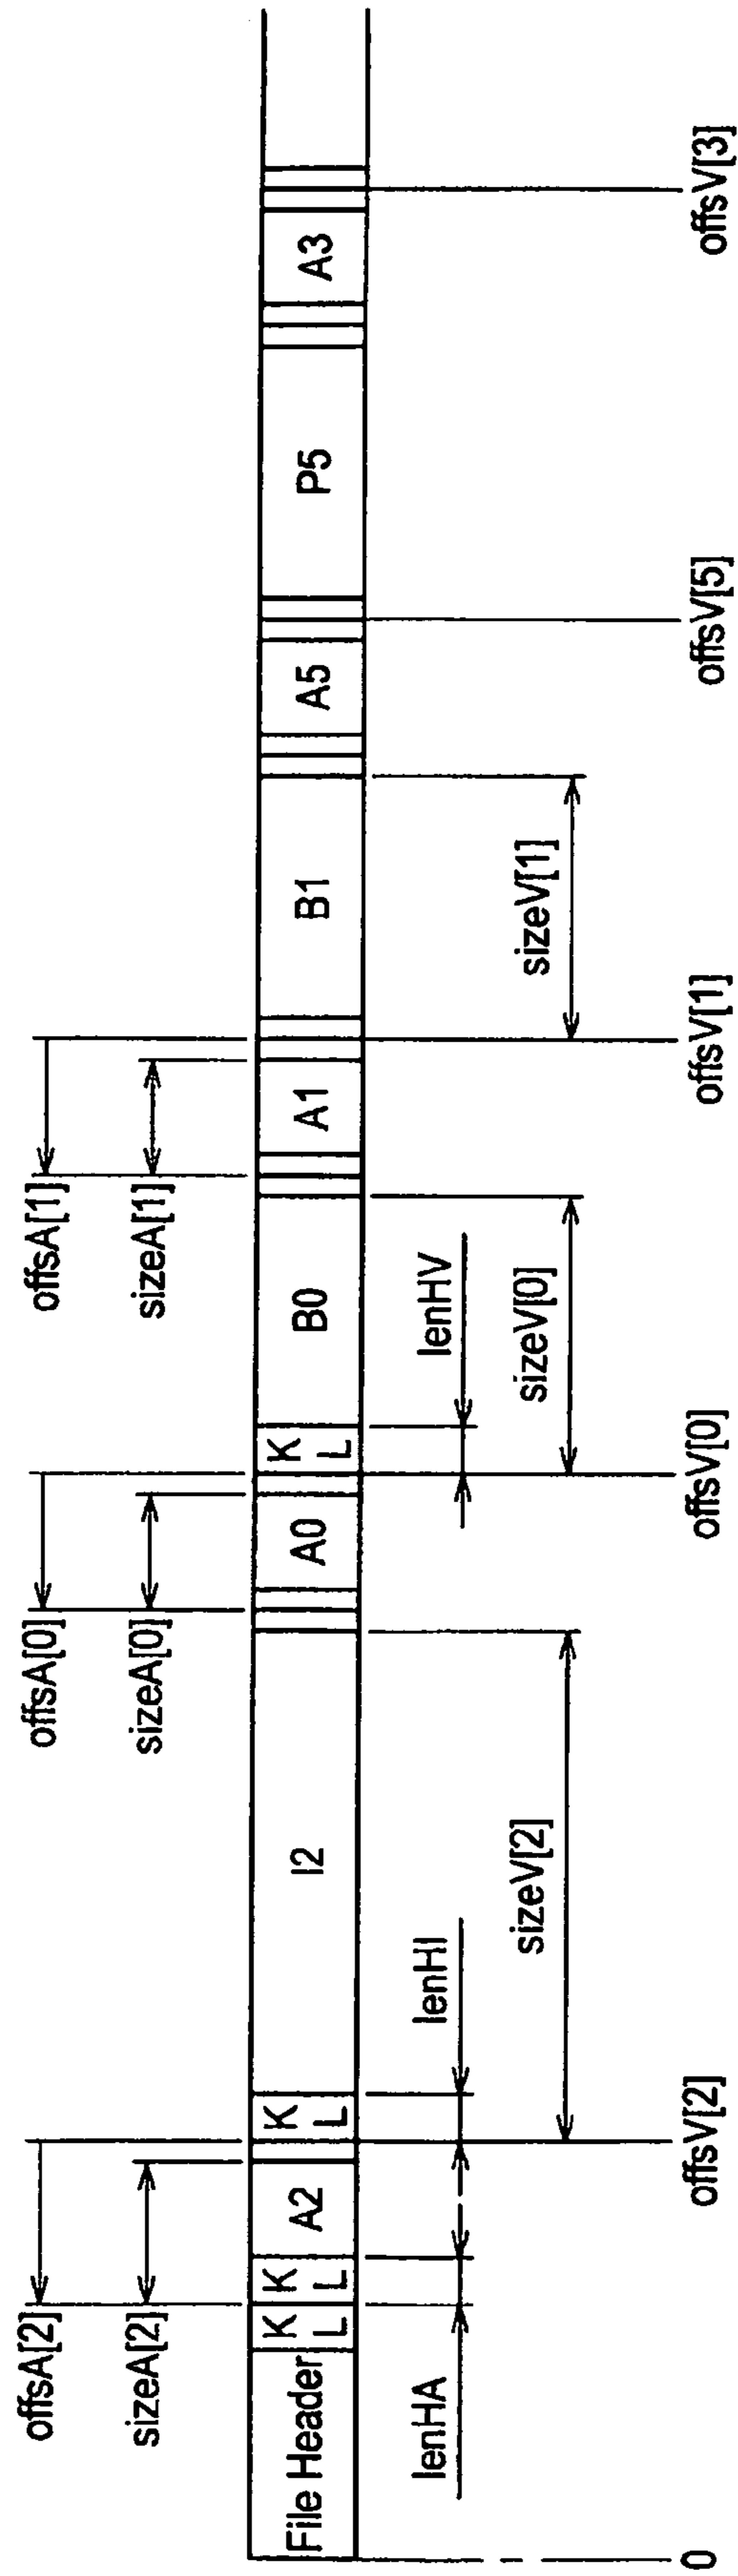 offsA[2]
offsA[0]
offsA[1]
sizeA[2]
sizeA[0]
sizeA[1]
File Header
K
L
K
L
A2
K
L
I2
A0
K
L
B0
A1
B1
A5
P5
A3
lenHA
lenHI
lenHV
sizeV[2]
sizeV[0]
sizeV[1]
0
offsV[2]
offsV[0]
offsV[1]
offsV[5]
offsV[3]